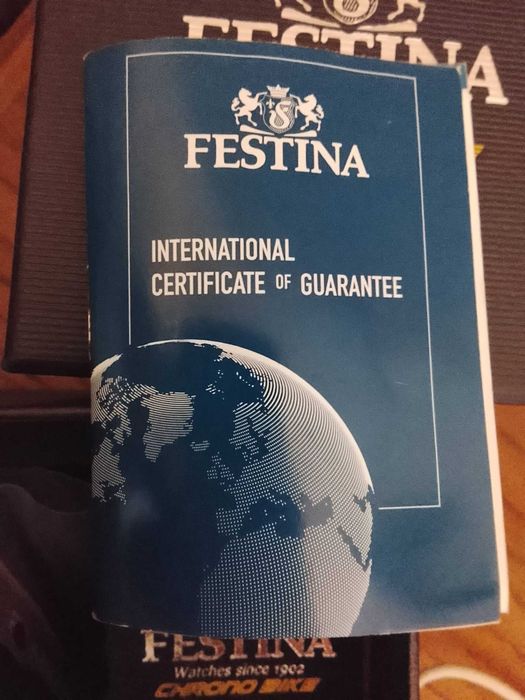 FESTINA
FESTINA
INTERNATIONAL
CERTIFICATE OF GUARANTEE
FESTINA
Watches since 1902
CHRONO BIKE